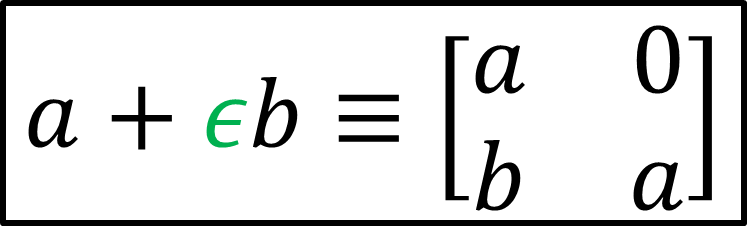 a + ϵb ≡ [a 0
b a]